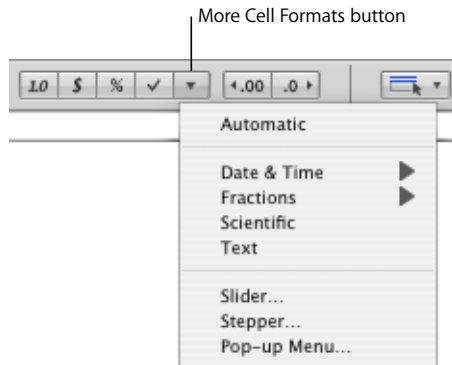 More Cell Formats button
1.0 $ % ✓ ▼ .00 .0
Automatic
Date & Time
Fractions
Scientific
Text
Slider...
Stepper...
Pop-up Menu...